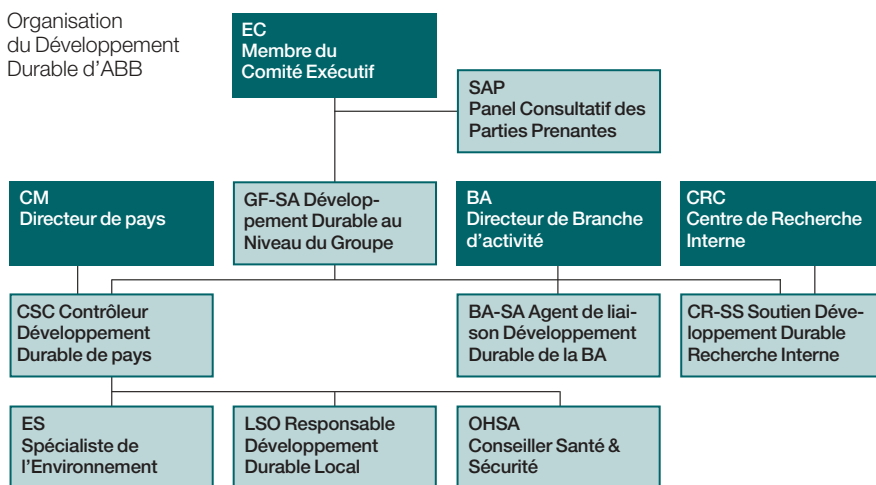 Organisation
du Développement
Durable d'ABB
EC
Membre du
Comité Exécutif
SAP
Panel Consultatif des
Parties Prenantes
CM
Directeur de pays
GF-SA Dévelop-
pement Durable au
Niveau du Groupe
BA
Directeur de Branche
d'activité
CRC
Centre de Recherche
Interne
CSC Contrôleur
Développement
Durable de pays
BA-SA Agent de liai-
son Développement
Durable de la BA
CR-SS Soutien Déve-
loppement Durable
Recherche Interne
ES
Spécialiste de
l'Environnement
LSO Responsable
Développement
Durable Local
OHSA
Conseiller Santé &
Sécurité